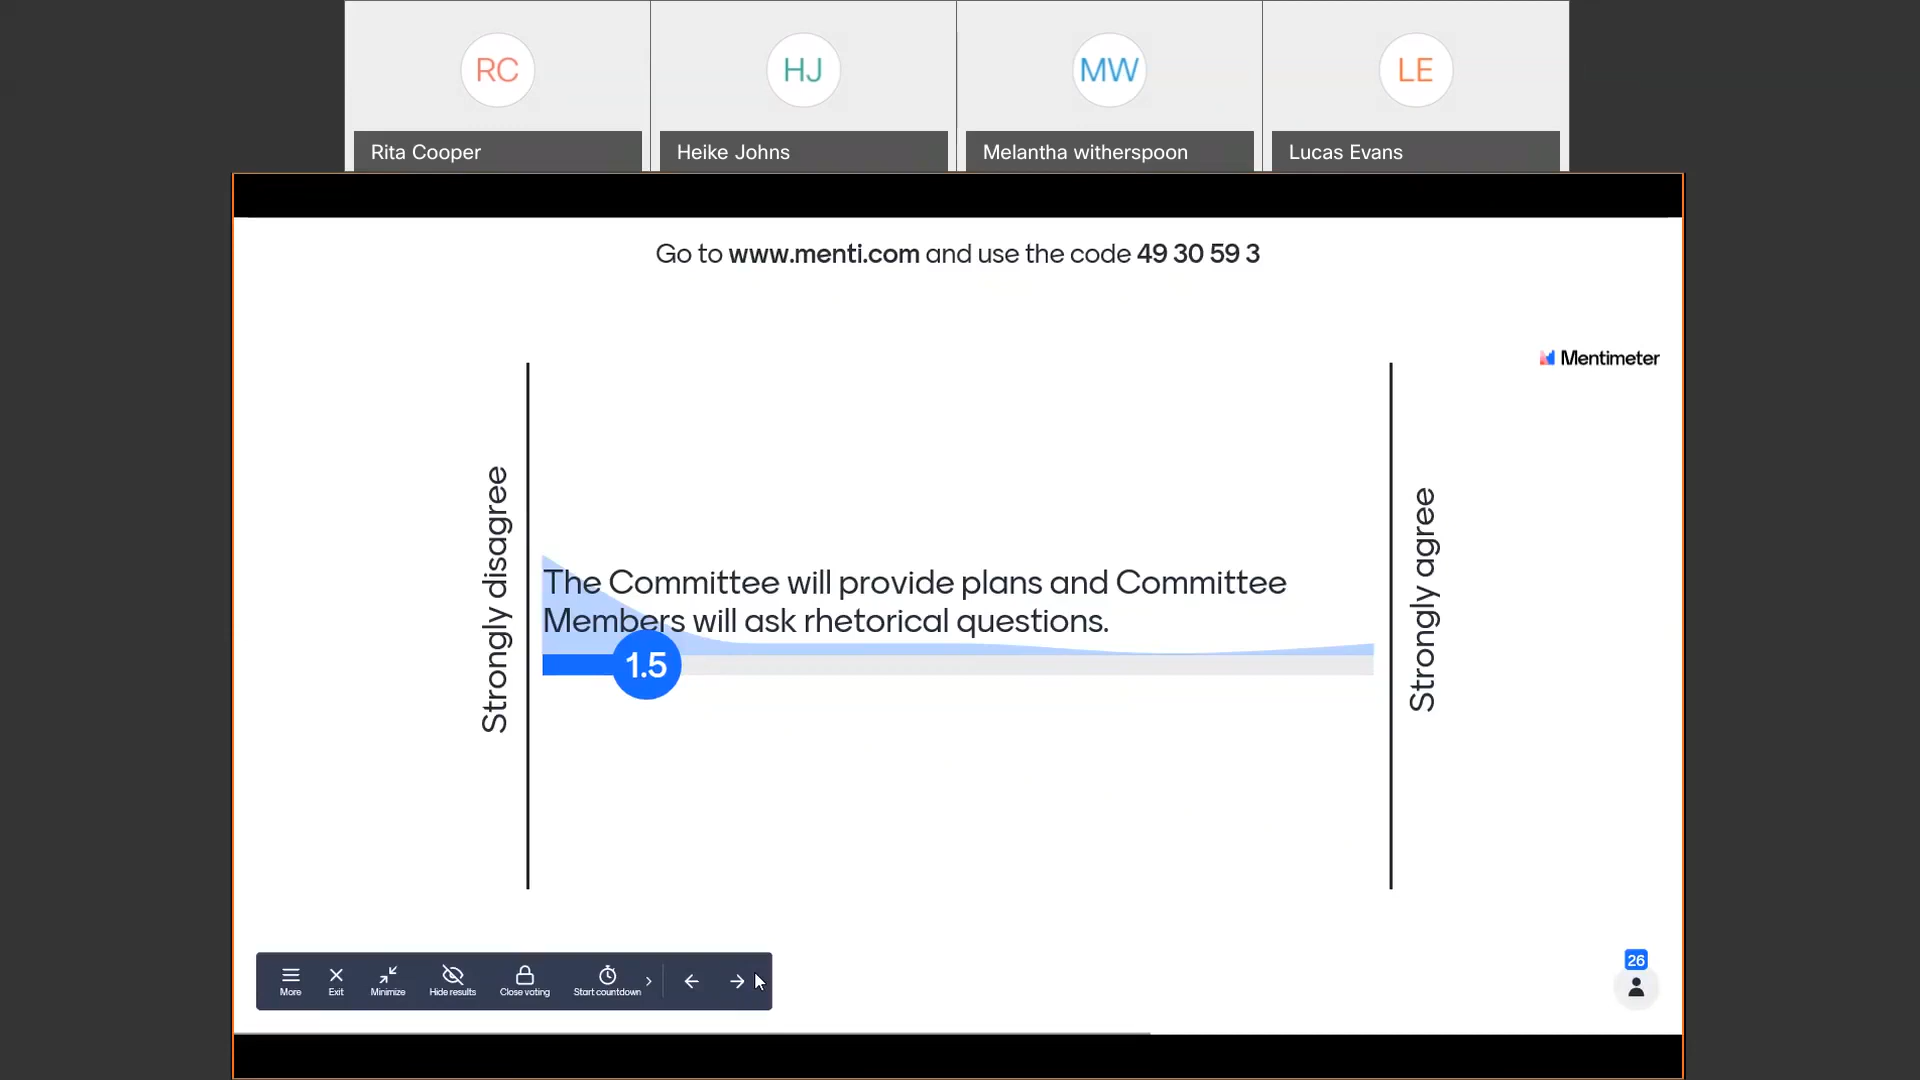 RC
HJ
MW
LE
Rita Cooper
Heike Johns
Melantha witherspoon
Lucas Evans
Go to www.menti.com and use the code 49 30 59 3
Mentimeter
Strongly disagree
The Committee will provide plans and Committee
Members will ask rhetorical questions.
1.5
Strongly agree
More
Exit
Minimize
Hide results
Close voting
Start countdown
26